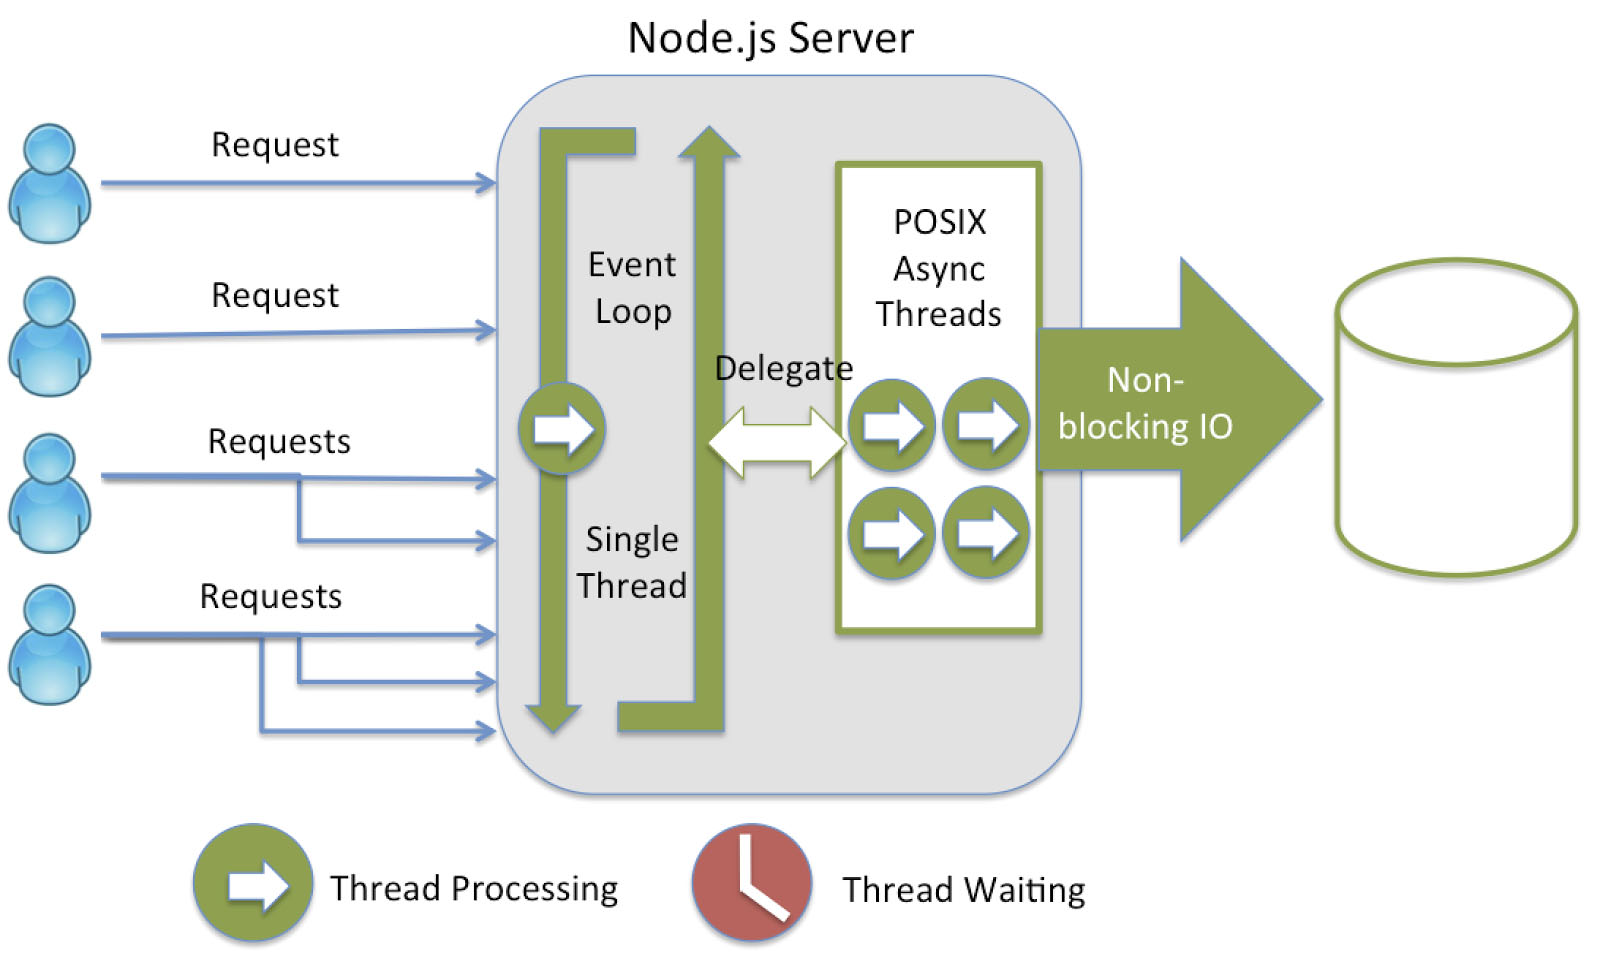 Node.js Server
Request
Request
Requests
Requests
Event
Loop
Single
Thread
Delegate
POSIX
Async
Threads
Non-
blocking IO
Thread Processing
Thread Waiting